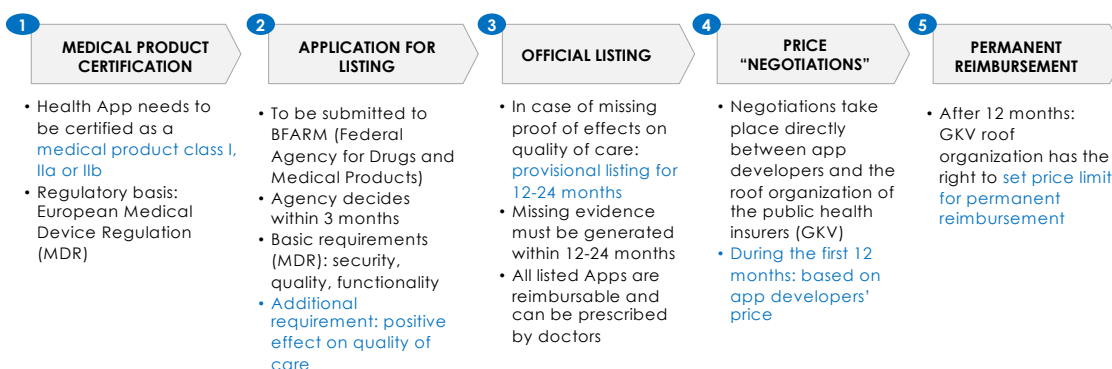 1
MEDICAL PRODUCT
CERTIFICATION
• Health App needs to
be certified as a
medical product class I,
IIa or IIb
• Regulatory basis:
European Medical
Device Regulation
(MDR)
2
APPLICATION FOR
LISTING
• To be submitted to
BFARM (Federal
Agency for Drugs and
Medical Products)
• Agency decides
within 3 months
• Basic requirements
(MDR): security,
quality, functionality
• Additional
requirement: positive
effect on quality of
care
3
OFFICIAL LISTING
• In case of missing
proof of effects on
quality of care:
provisional listing for
12-24 months
• Missing evidence
must be generated
within 12-24 months
• All listed Apps are
reimbursable and
can be prescribed
by doctors
4
PRICE
“NEGOTIATIONS”
• Negotiations take
place directly
between app
developers and the
roof organization of
the public health
insurers (GKV)
• During the first 12
months: based on
app developers’
price
5
PERMANENT
REIMBURSEMENT
• After 12 months:
GKV roof
organization has the
right to set price limit
for permanent
reimbursement